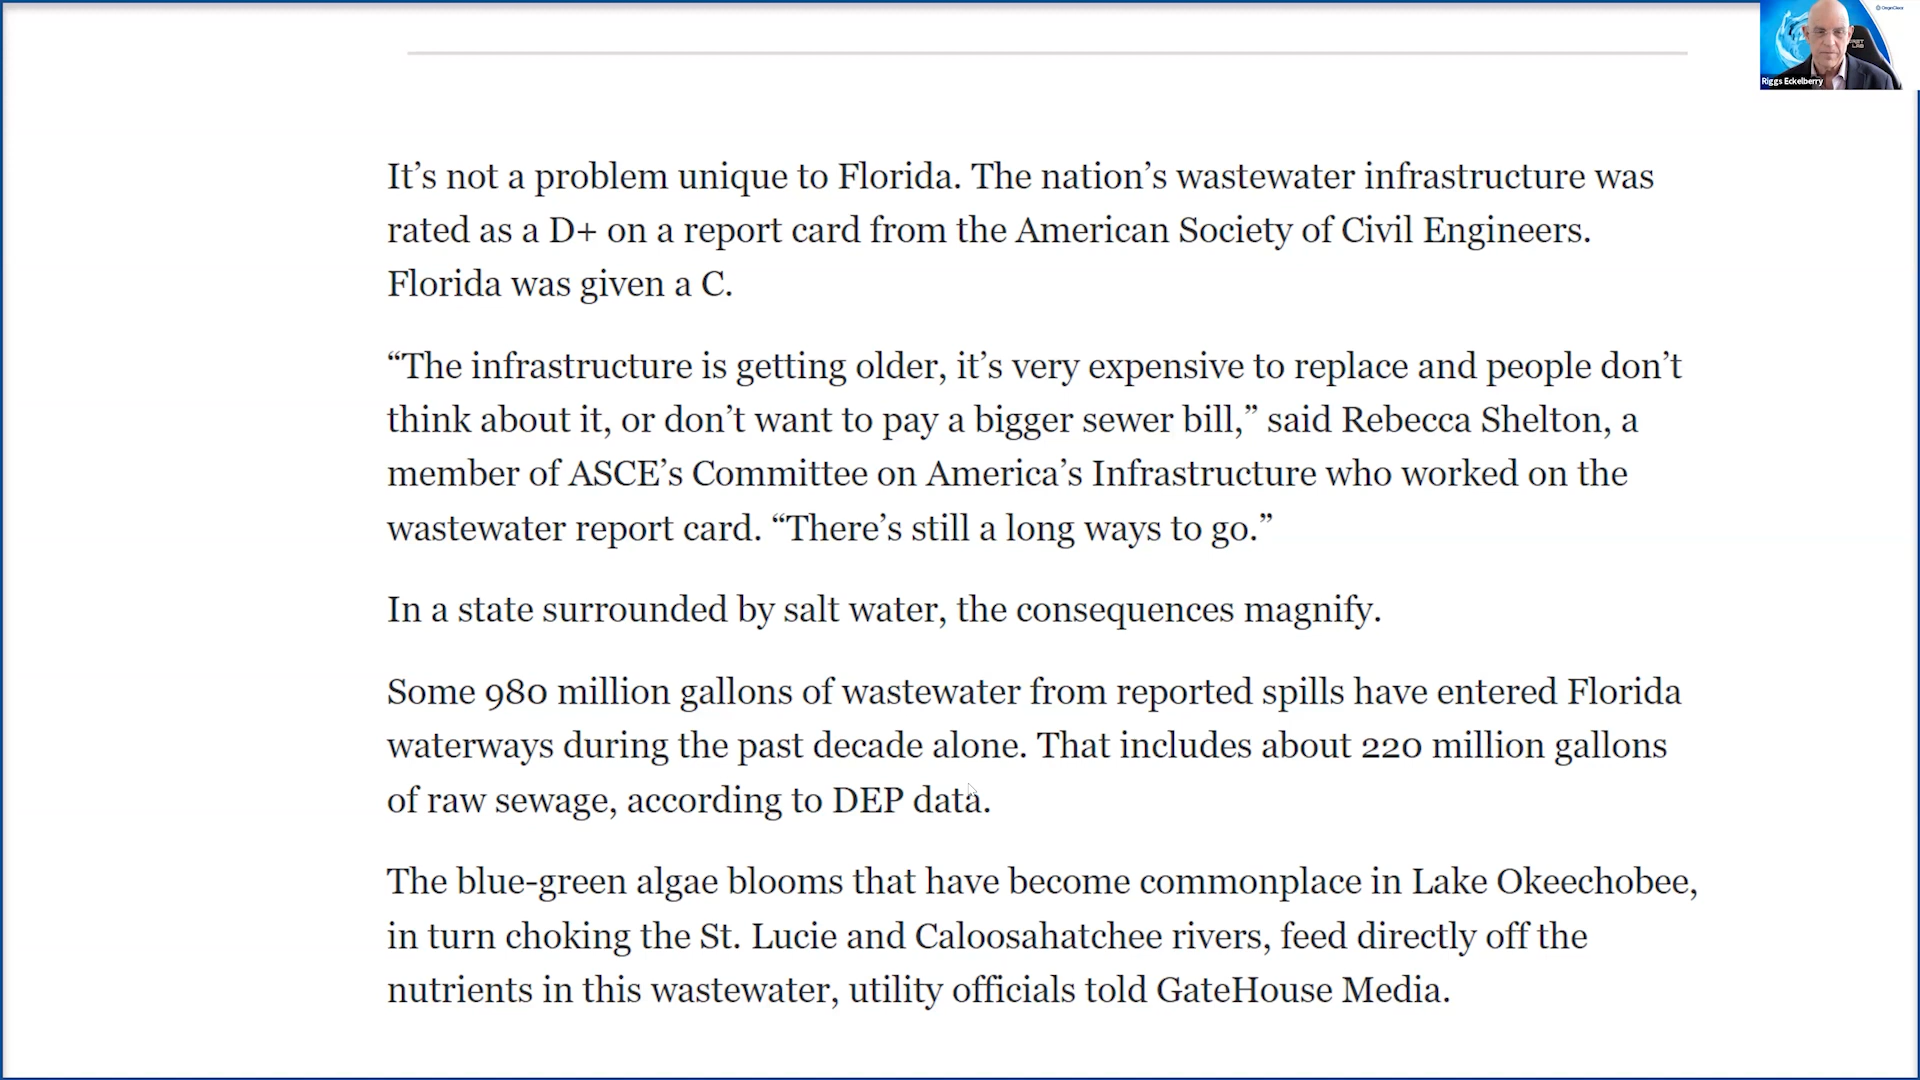 OriginClear
Riggs Eckelberry
It’s not a problem unique to Florida. The nation’s wastewater infrastructure was
rated as a D+ on a report card from the American Society of Civil Engineers.
Florida was given a C.
“The infrastructure is getting older, it’s very expensive to replace and people don’t
think about it, or don’t want to pay a bigger sewer bill,” said Rebecca Shelton, a
member of ASCE’s Committee on America’s Infrastructure who worked on the
wastewater report card. “There’s still a long ways to go.”
In a state surrounded by salt water, the consequences magnify.
Some 980 million gallons of wastewater from reported spills have entered Florida
waterways during the past decade alone. That includes about 220 million gallons
of raw sewage, according to DEP data.
The blue-green algae blooms that have become commonplace in Lake Okeechobee,
in turn choking the St. Lucie and Caloosahatchee rivers, feed directly off the
nutrients in this wastewater, utility officials told GateHouse Media.